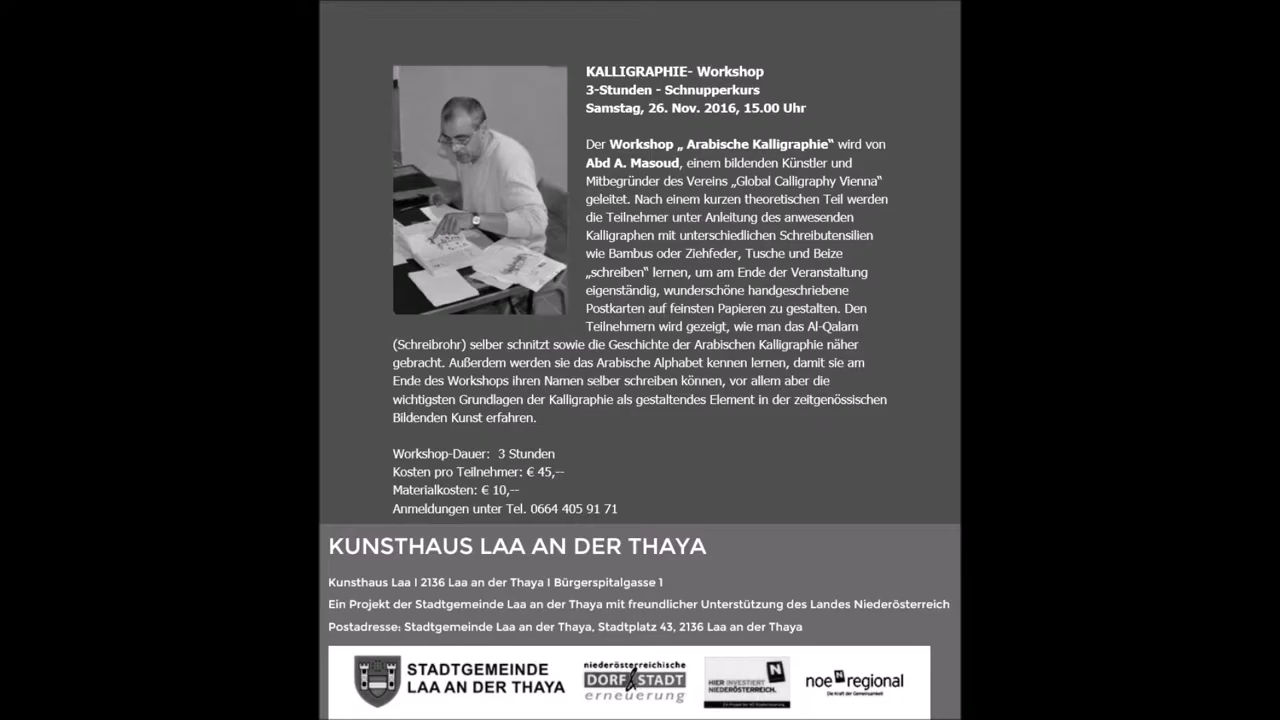 KALLIGRAPHIE- Workshop
3-Stunden - Schnupperkurs
Samstag, 26. Nov. 2016, 15.00 Uhr
Der Workshop „ Arabische Kalligraphie“ wird von
Abd A. Masoud, einem bildenden Künstler und
Mitbegründer des Vereins „Global Calligraphy Vienna“
geleitet. Nach einem kurzen theoretischen Teil werden
die Teilnehmer unter Anleitung des anwesenden
Kalligraphen mit unterschiedlichen Schreibutensilien
wie Bambus oder Ziehfeder, Tusche und Beize
„schreiben“ lernen, um am Ende der Veranstaltung
eigenständig, wunderschöne handgeschriebene
Postkarten auf feinsten Papieren zu gestalten. Den
Teilnehmern wird gezeigt, wie man das Al-Qalam
(Schreibrohr) selber schnitzt sowie die Geschichte der Arabischen Kalligraphie näher
gebracht. Außerdem werden sie das Arabische Alphabet kennen lernen, damit sie am
Ende des Workshops ihren Namen selber schreiben können, vor allem aber die
wichtigsten Grundlagen der Kalligraphie als gestaltendes Element in der zeitgenössischen
Bildenden Kunst erfahren.
Workshop-Dauer: 3 Stunden
Kosten pro Teilnehmer: € 45,--
Materialkosten: € 10,--
Anmeldungen unter Tel. 0664 405 91 71
KUNSTHAUS LAA AN DER THAYA
Kunsthaus Laa I 2136 Laa an der Thaya I Bürgerspitalgasse 1
Ein Projekt der Stadtgemeinde Laa an der Thaya mit freundlicher Unterstützung des Landes Niederösterreich
Postadresse: Stadtgemeinde Laa an der Thaya, Stadtplatz 43, 2136 Laa an der Thaya
STADTGEMEINDE
LAA AN DER THAYA
niederösterreichische
DORF & STADT
erneuerung
N
HIER INVESTIERT
NIEDERÖSTERREICH.
noe N regional
Die Kraft der Gemeinsamkeit